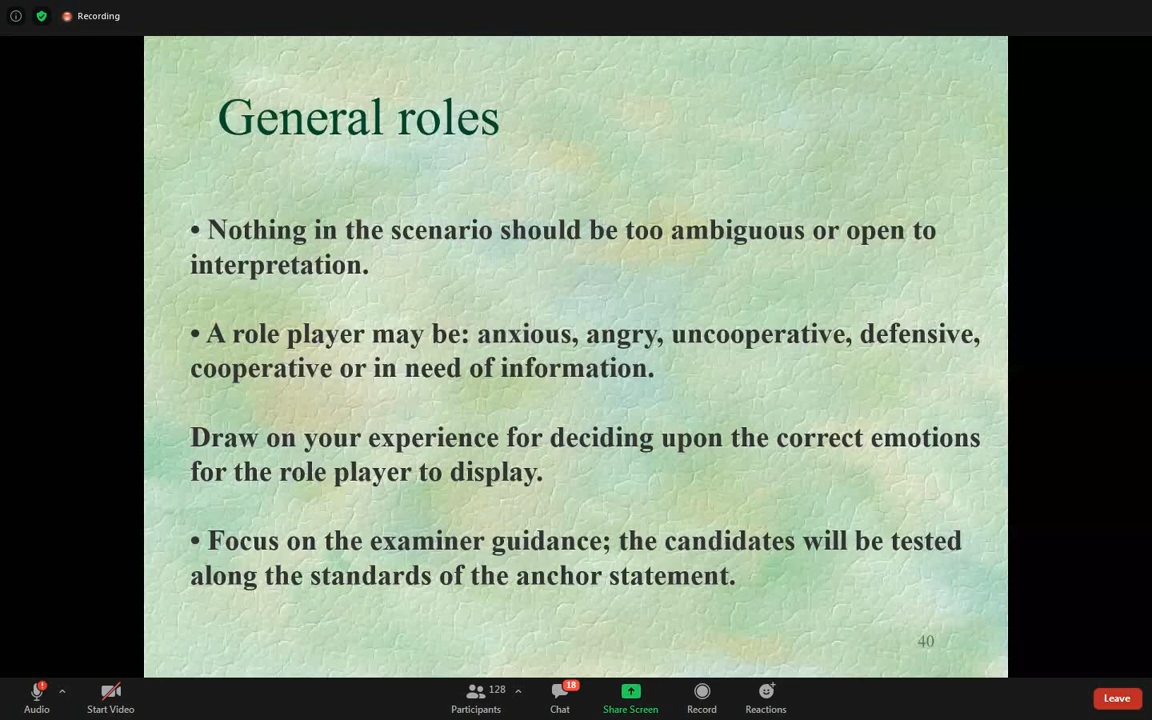 Recording
General roles
• Nothing in the scenario should be too ambiguous or open to
interpretation.
• A role player may be: anxious, angry, uncooperative, defensive,
cooperative or in need of information.
Draw on your experience for deciding upon the correct emotions
for the role player to display.
• Focus on the examiner guidance; the candidates will be tested
along the standards of the anchor statement.
40
Audio
Start Video
128
Participants
18
Chat
Share Screen
Record
Reactions
Leave